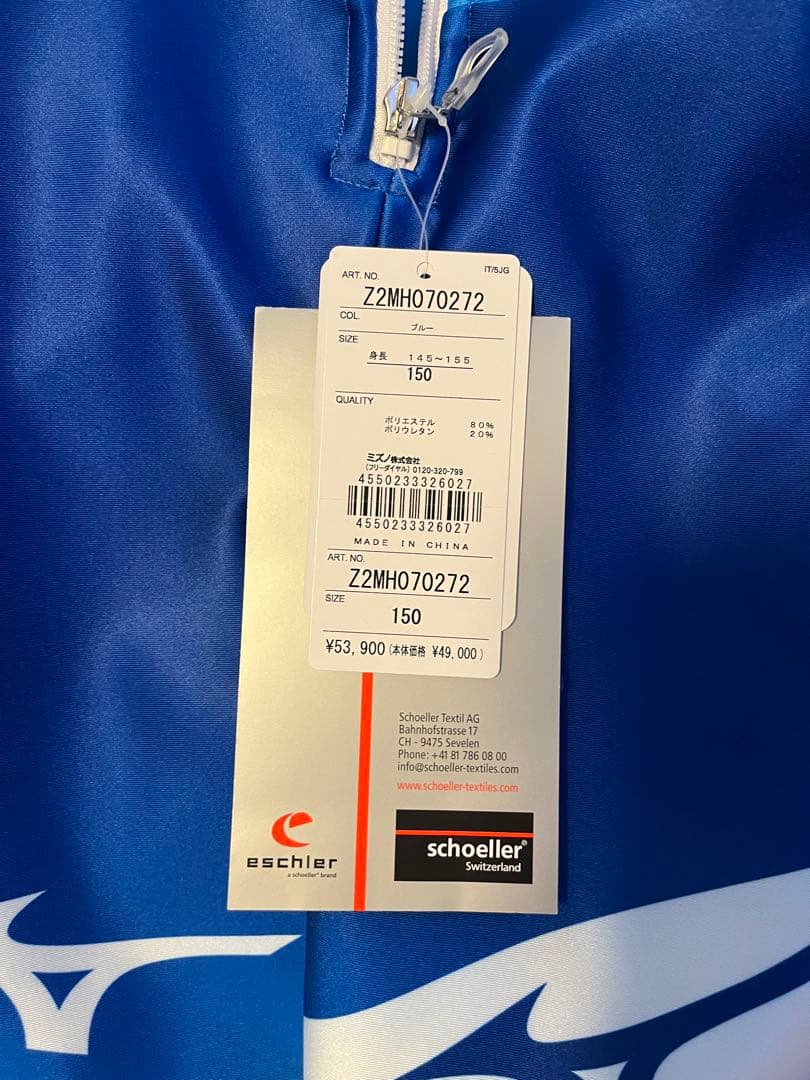 ART. NO.
IT/5JG
Z2MH070272
COL.
ブルー
SIZE
身長 145～155
150
QUALITY
ポリエステル 80%
ポリウレタン 20%
ミズノ株式会社
(フリーダイヤル) 0120-320-799
4550233326027
4550233326027
MADE IN CHINA
ART. NO.
Z2MH070272
SIZE
150
¥53,900(本体価格 ¥49,000)
Schoeller Textil AG
Bahnhofstrasse 17
CH - 9475 Sevelen
Phone: +41 81 786 08 00
info@schoeller-textiles.com
www.schoeller-textiles.com
eschler
a schoeller® brand
schoeller®
Switzerland